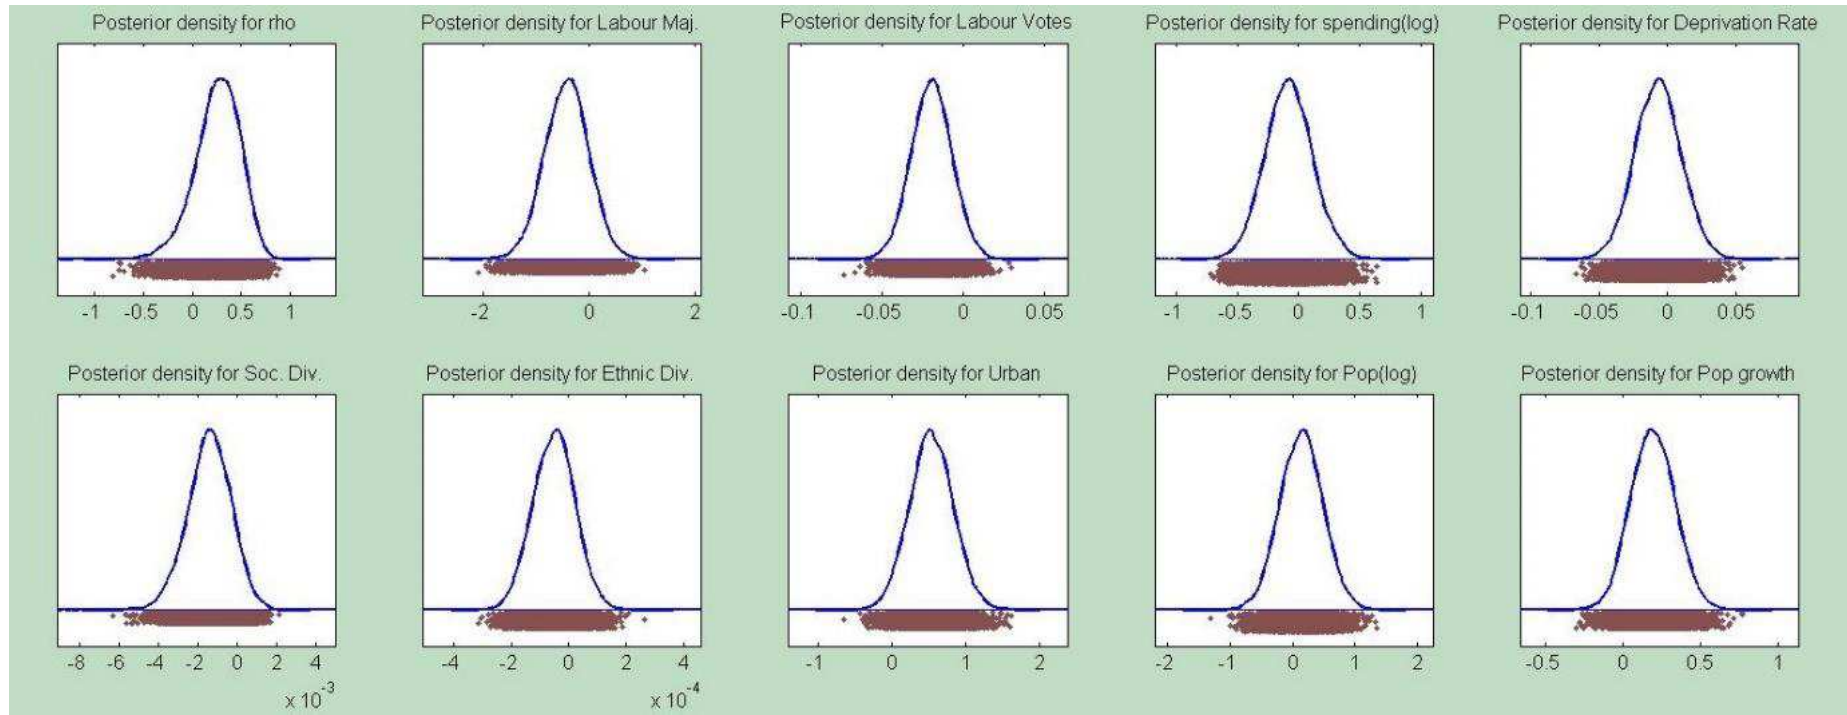 Posterior density for rho
Posterior density for Labour Maj.
Posterior density for Labour Votes
Posterior density for spending(log)
Posterior density for Deprivation Rate
-1 -0.5 0 0.5 1
-2 0 2
-0.1 -0.05 0 0.05
-1 -0.5 0 0.5 1
-0.1 -0.05 0 0.05
Posterior density for Soc. Div.
Posterior density for Ethnic Div.
Posterior density for Urban
Posterior density for Pop(log)
Posterior density for Pop growth
-8 -6 -4 -2 0 2 4
-4 -2 0 2 4
-1 0 1 2
-2 -1 0 1 2
-0.5 0 0.5 1
x 10-3
x 10-4